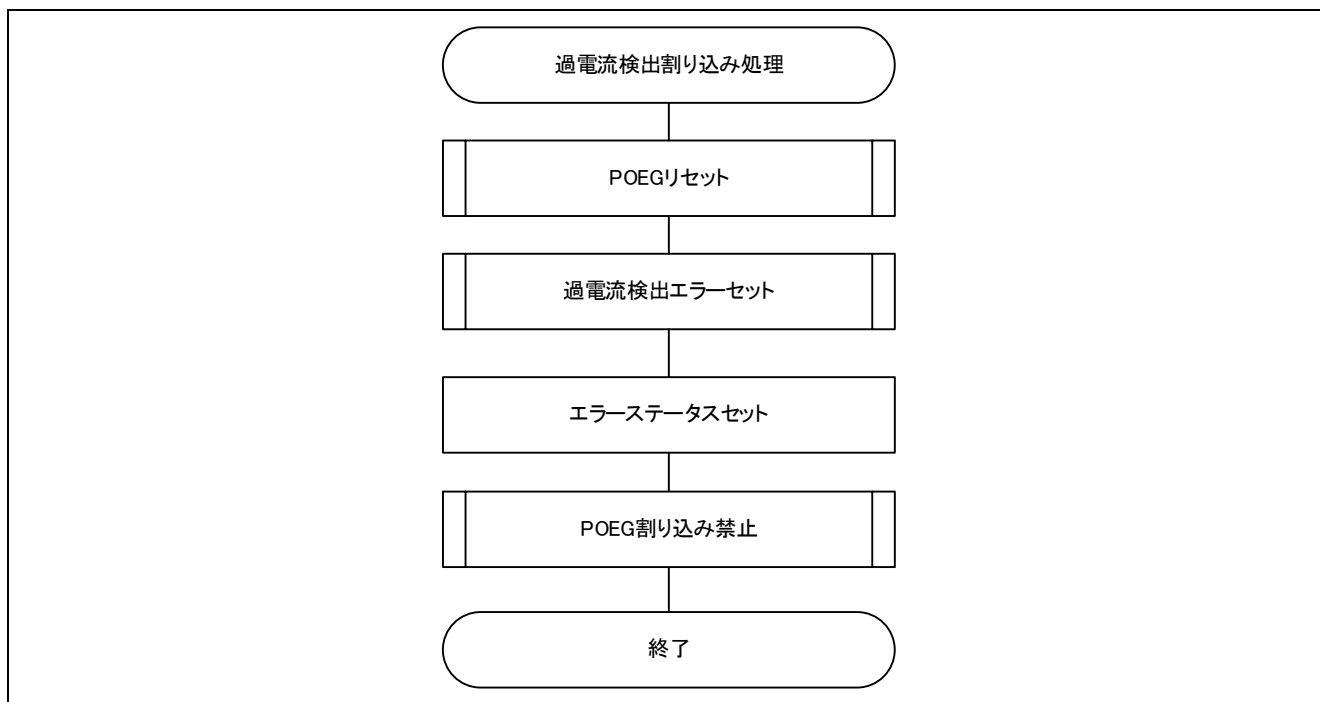 過電流検出割り込み処理
POEGリセット
過電流検出エラーセット
エラーステータスセット
POEG割り込み禁止
終了